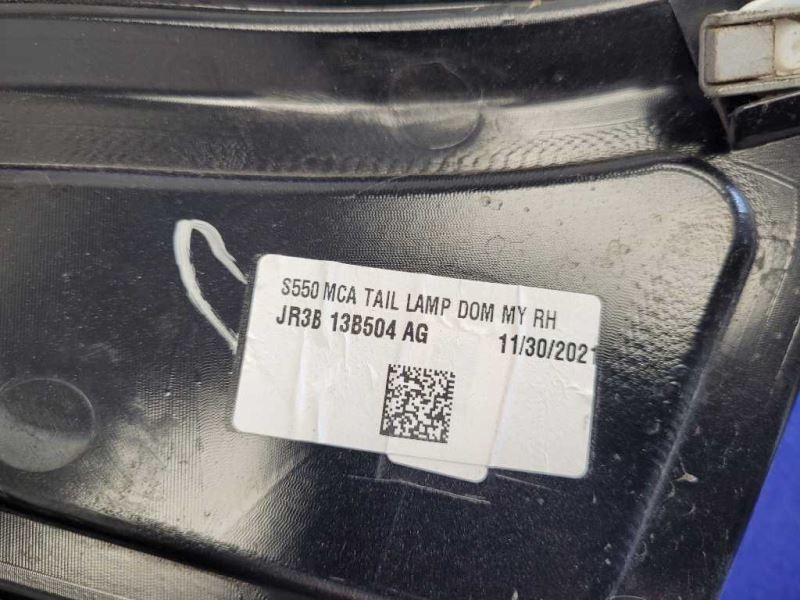 S550 MCA TAIL LAMP DOM MY RH
JR3B 13B504 AG 11/30/2021